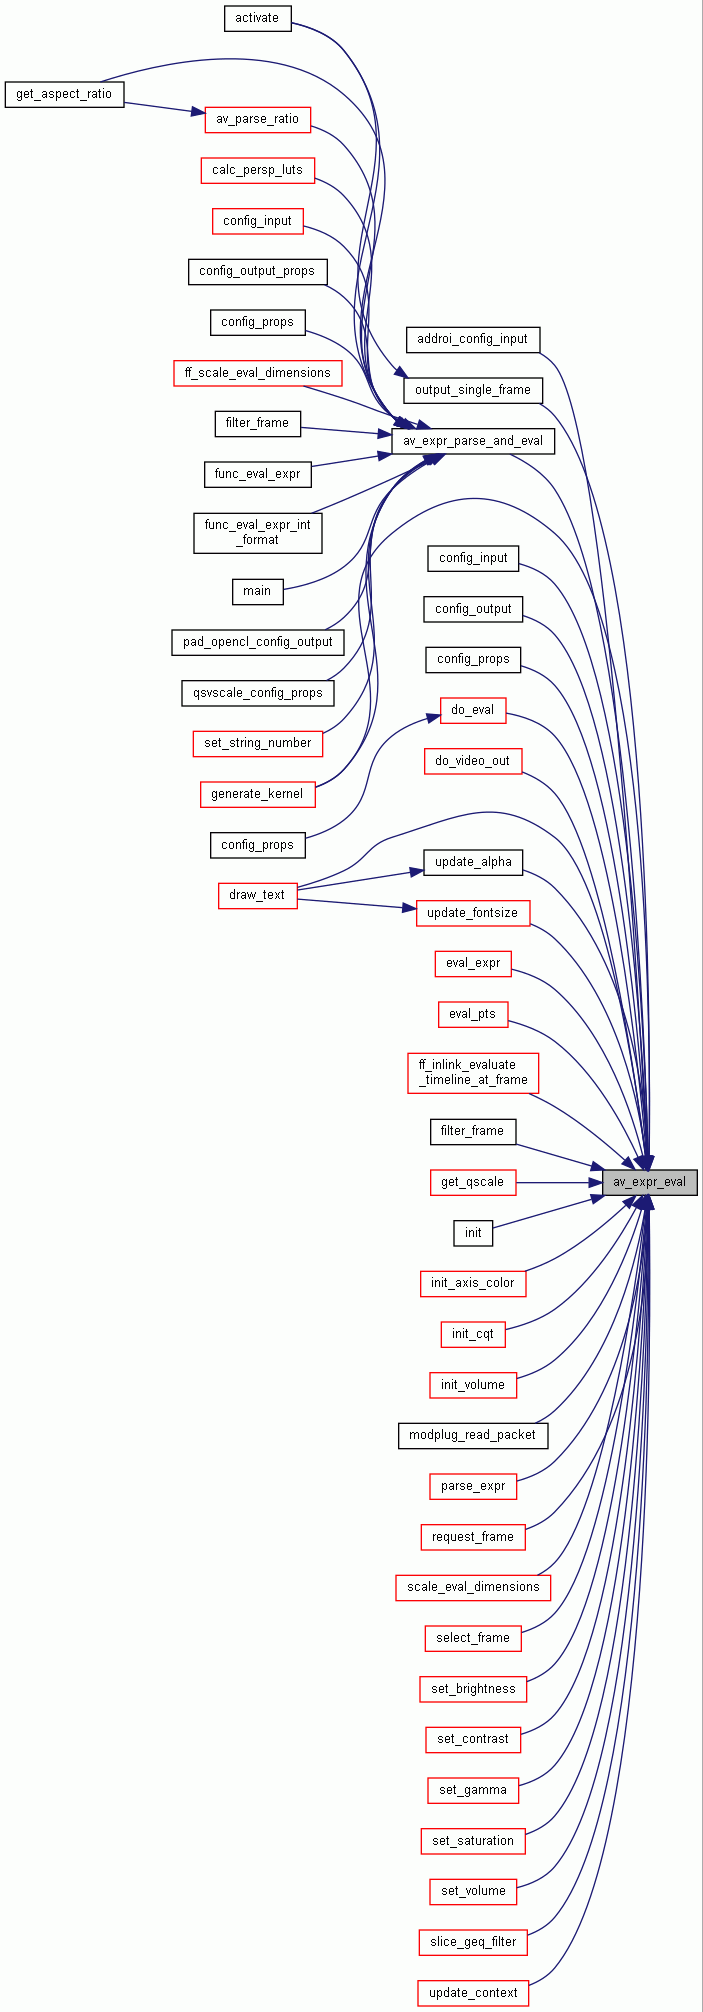 activate
get_aspect_ratio
av_parse_ratio
calc_persp_luts
config_input
config_output_props
config_props
addroi_config_input
ff_scale_eval_dimensions
output_single_frame
filter_frame
av_expr_parse_and_eval
func_eval_expr
func_eval_expr_int
_format
config_input
main
config_output
pad_opencl_config_output
config_props
qsvscale_config_props
do_eval
set_string_number
do_video_out
generate_kernel
config_props
update_alpha
draw_text
update_fontsize
eval_expr
eval_pts
ff_inlink_evaluate
_timeline_at_frame
filter_frame
get_qscale
av_expr_eval
init
init_axis_color
init_cqt
init_volume
modplug_read_packet
parse_expr
request_frame
scale_eval_dimensions
select_frame
set_brightness
set_contrast
set_gamma
set_saturation
set_volume
slice_geq_filter
update_context